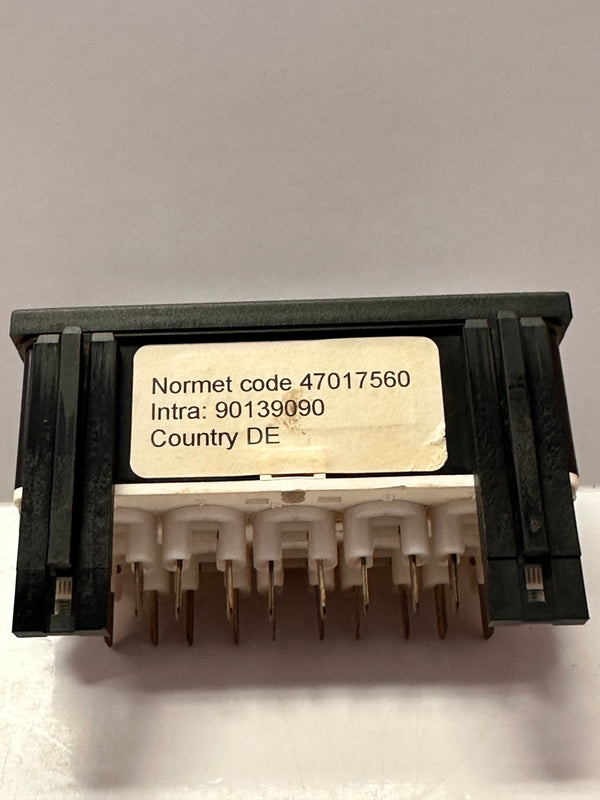 Normet code 47017560
Intra: 90139090
Country DE